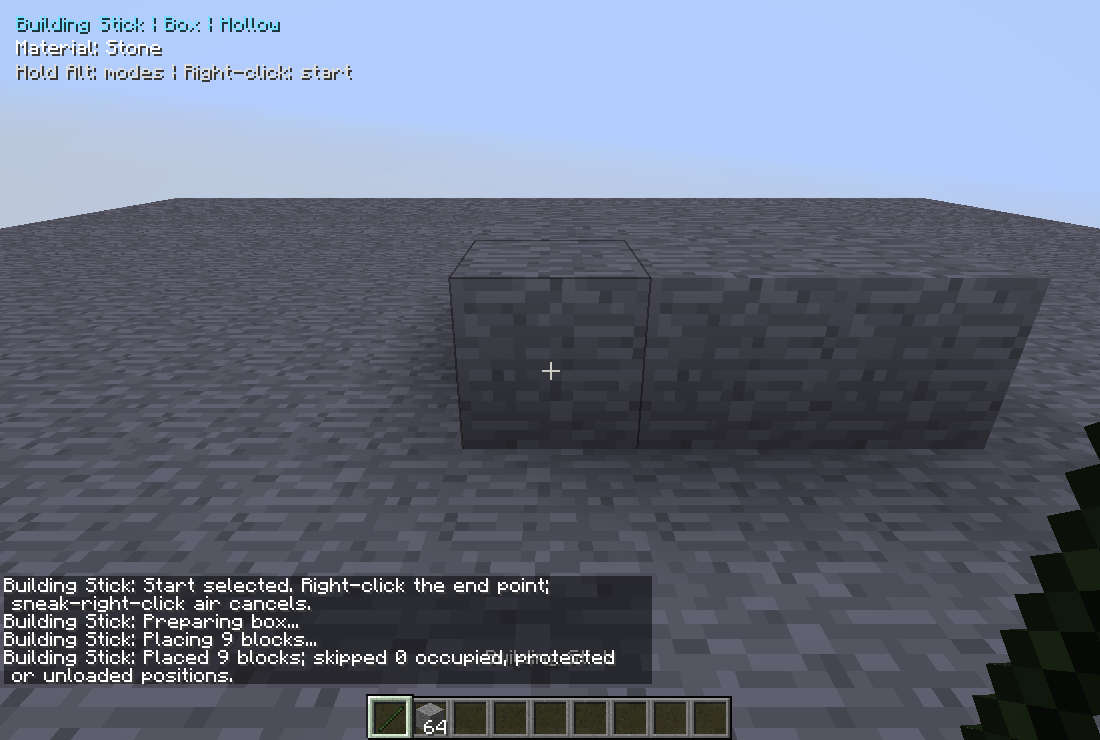 Building Stick | Box | Hollow
Material: Stone
Hold Alt: modes | Right-click: start
Building Stick: Start selected. Right-click the end point;
sneak-right-click air cancels.
Building Stick: Preparing box...
Building Stick: Placing 9 blocks...
Building Stick: Placed 9 blocks; skipped 0 occupied, protected
or unloaded positions.
64